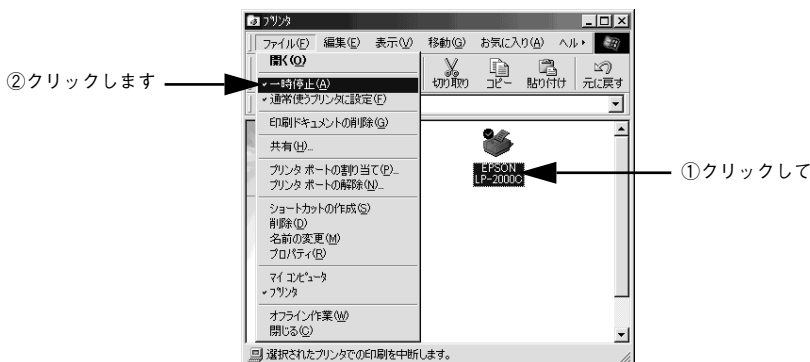 プリンタ
ファイル(F) 編集(E) 表示(V) 移動(G) お気に入り(A) ヘル
開く(O)
一時停止(A)
通常使うプリンタに設定(F)
印刷ドキュメントの削除(G)
共有(H)...
プリンタ ポートの割り当て(P)...
プリンタ ポートの解除(N)...
ショートカットの作成(S)
削除(D)
名前の変更(M)
プロパティ(R)
マイ コンピュータ
プリンタ
オフライン作業(W)
閉じる(C)
切り取り コピー 貼り付け 元に戻す
EPSON
LP-2000C
選択されたプリンタでの印刷を中断します。
②クリックします
①クリックして